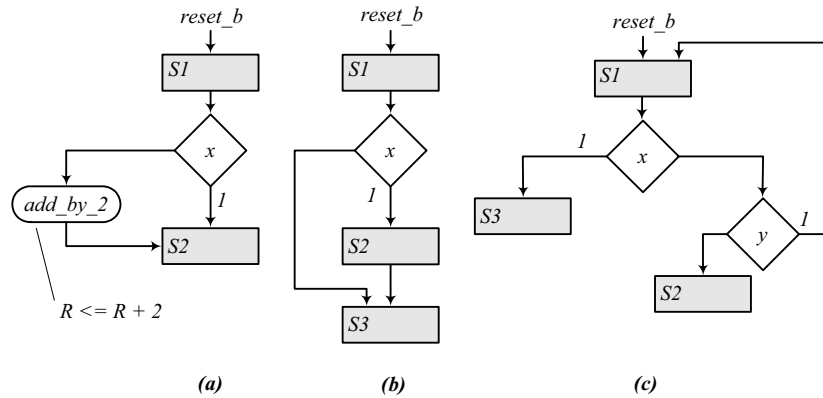 reset_b
S1
x
1
add_by_2
S2
R <= R + 2
(a)
reset_b
S1
x
1
S2
S3
(b)
reset_b
S1
1
x
S3
y
1
S2
(c)